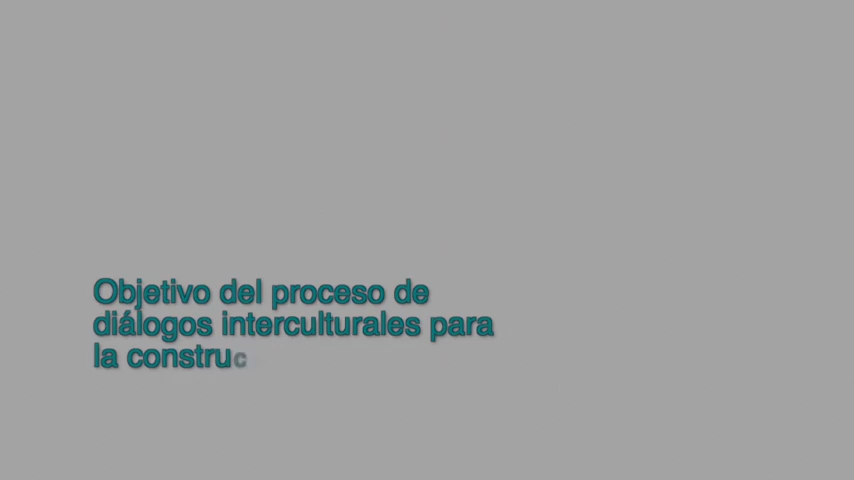 Objetivo del proceso de
diálogos interculturales para
la construc